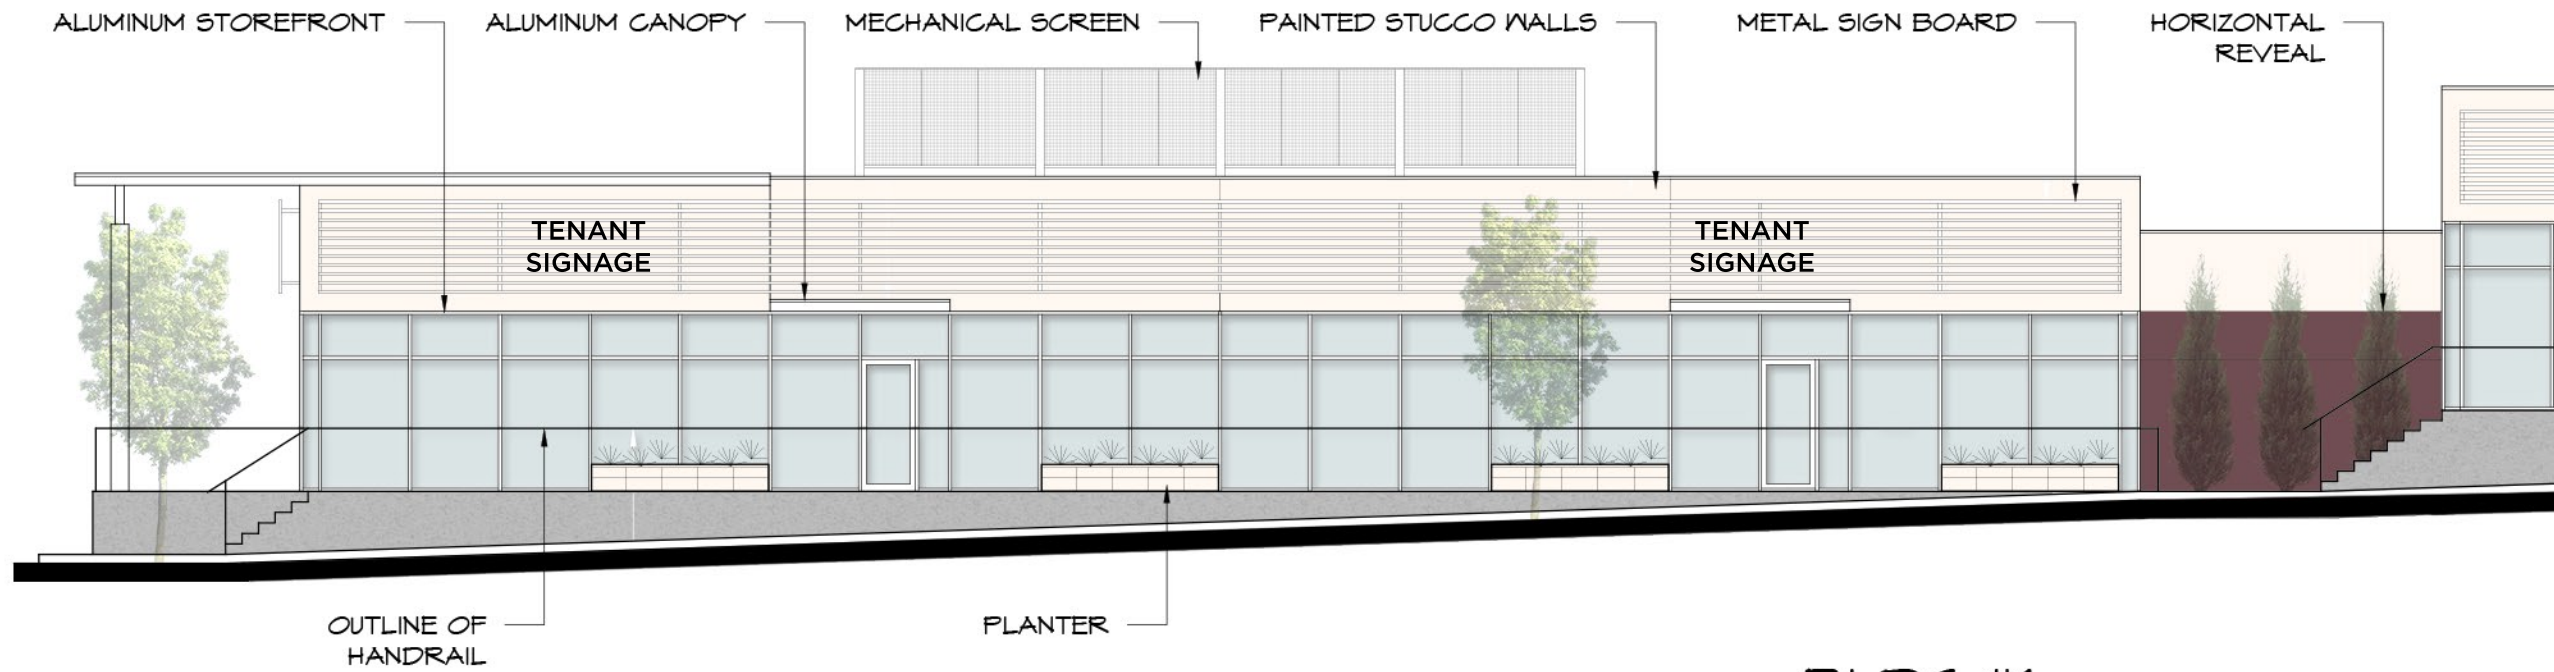 ALUMINUM STOREFRONT
ALUMINUM CANOPY
MECHANICAL SCREEN
PAINTED STUCCO WALLS
METAL SIGN BOARD
HORIZONTAL
REVEAL
TENANT
SIGNAGE
TENANT
SIGNAGE
OUTLINE OF
HANDRAIL
PLANTER